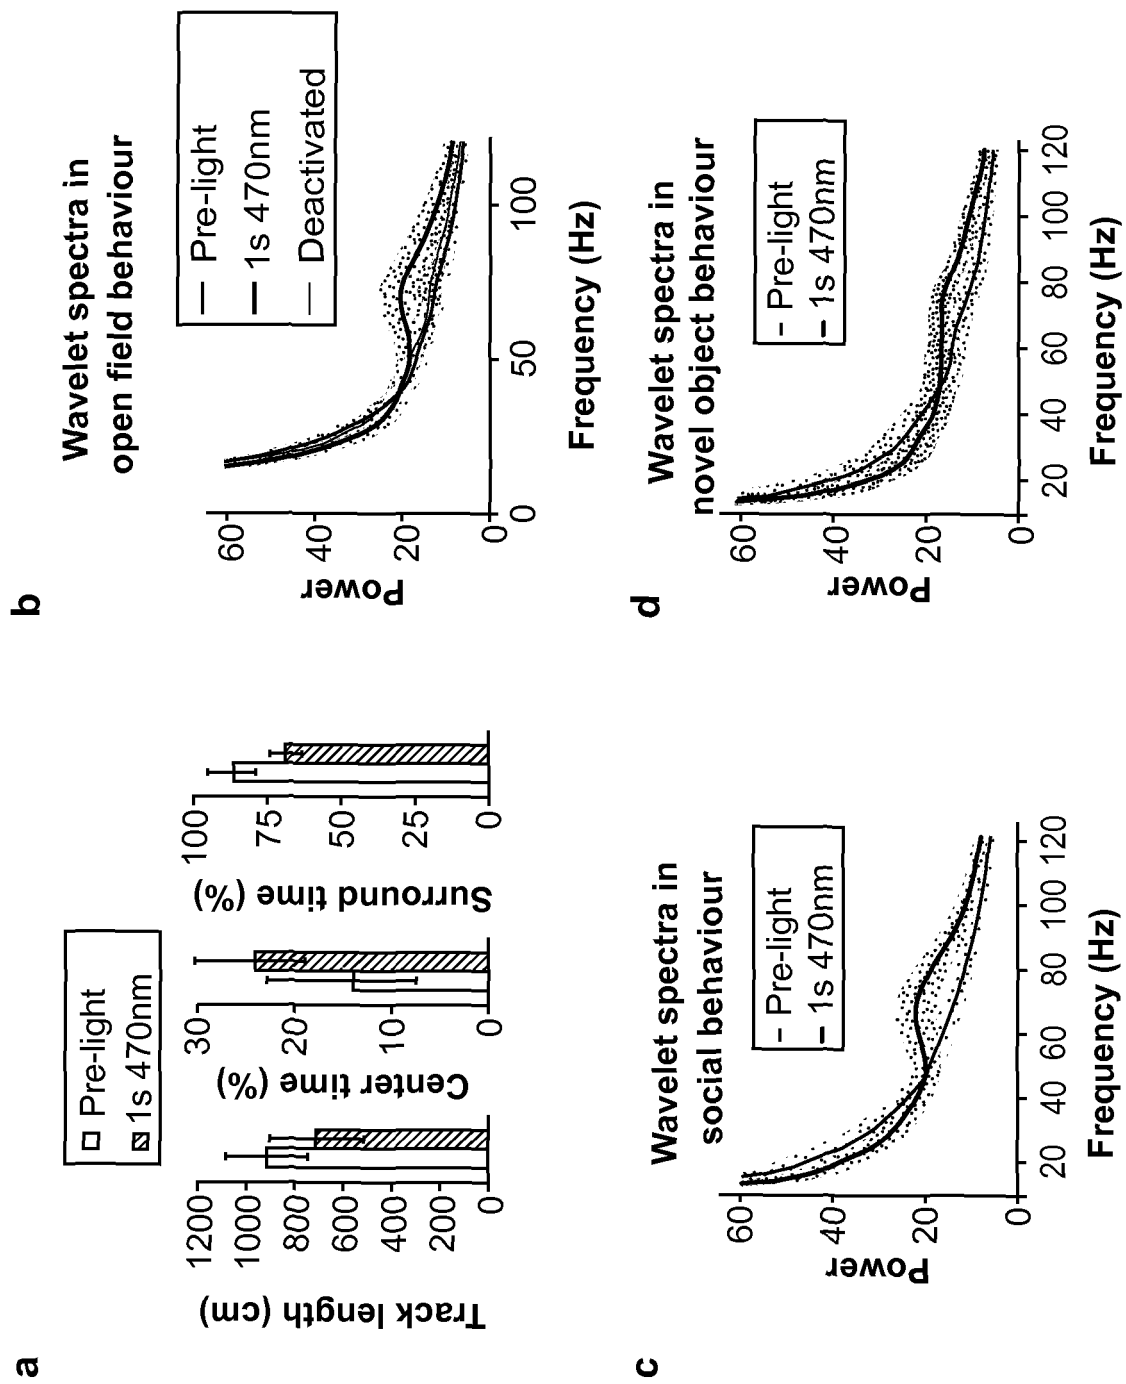 a
Pre-light
1s 470nm
Track length (cm)
1200
1000
800
600
400
200
0
Center time (%)
30
20
10
0
Surround time (%)
100
75
50
25
0
b
Wavelet spectra in
open field behaviour
Pre-light
1s 470nm
Deactivated
Power
60
40
20
0
0
50
100
Frequency (Hz)
c
Wavelet spectra in
social behaviour
Pre-light
1s 470nm
Power
60
40
20
0
20
40
60
80
100
120
Frequency (Hz)
d
Wavelet spectra in
novel object behaviour
Pre-light
1s 470nm
Power
60
40
20
0
20
40
60
80
100
120
Frequency (Hz)